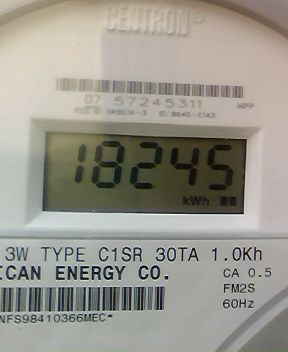 CENTRON®
07 57245311 HPP
18245
kWh
3W TYPE C1SR 30TA 1.0Kh
ICAN ENERGY CO. CA 0.5
FM2S
60Hz
NFS98410366MEC*